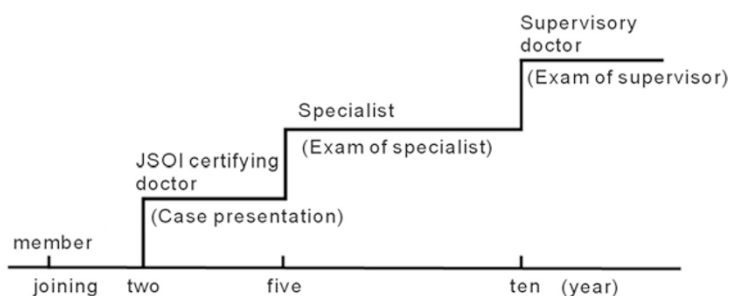 Supervisory
doctor
(Exam of supervisor)
Specialist
(Exam of specialist)
JSOI certifying
doctor
(Case presentation)
member
joining two five ten (year)